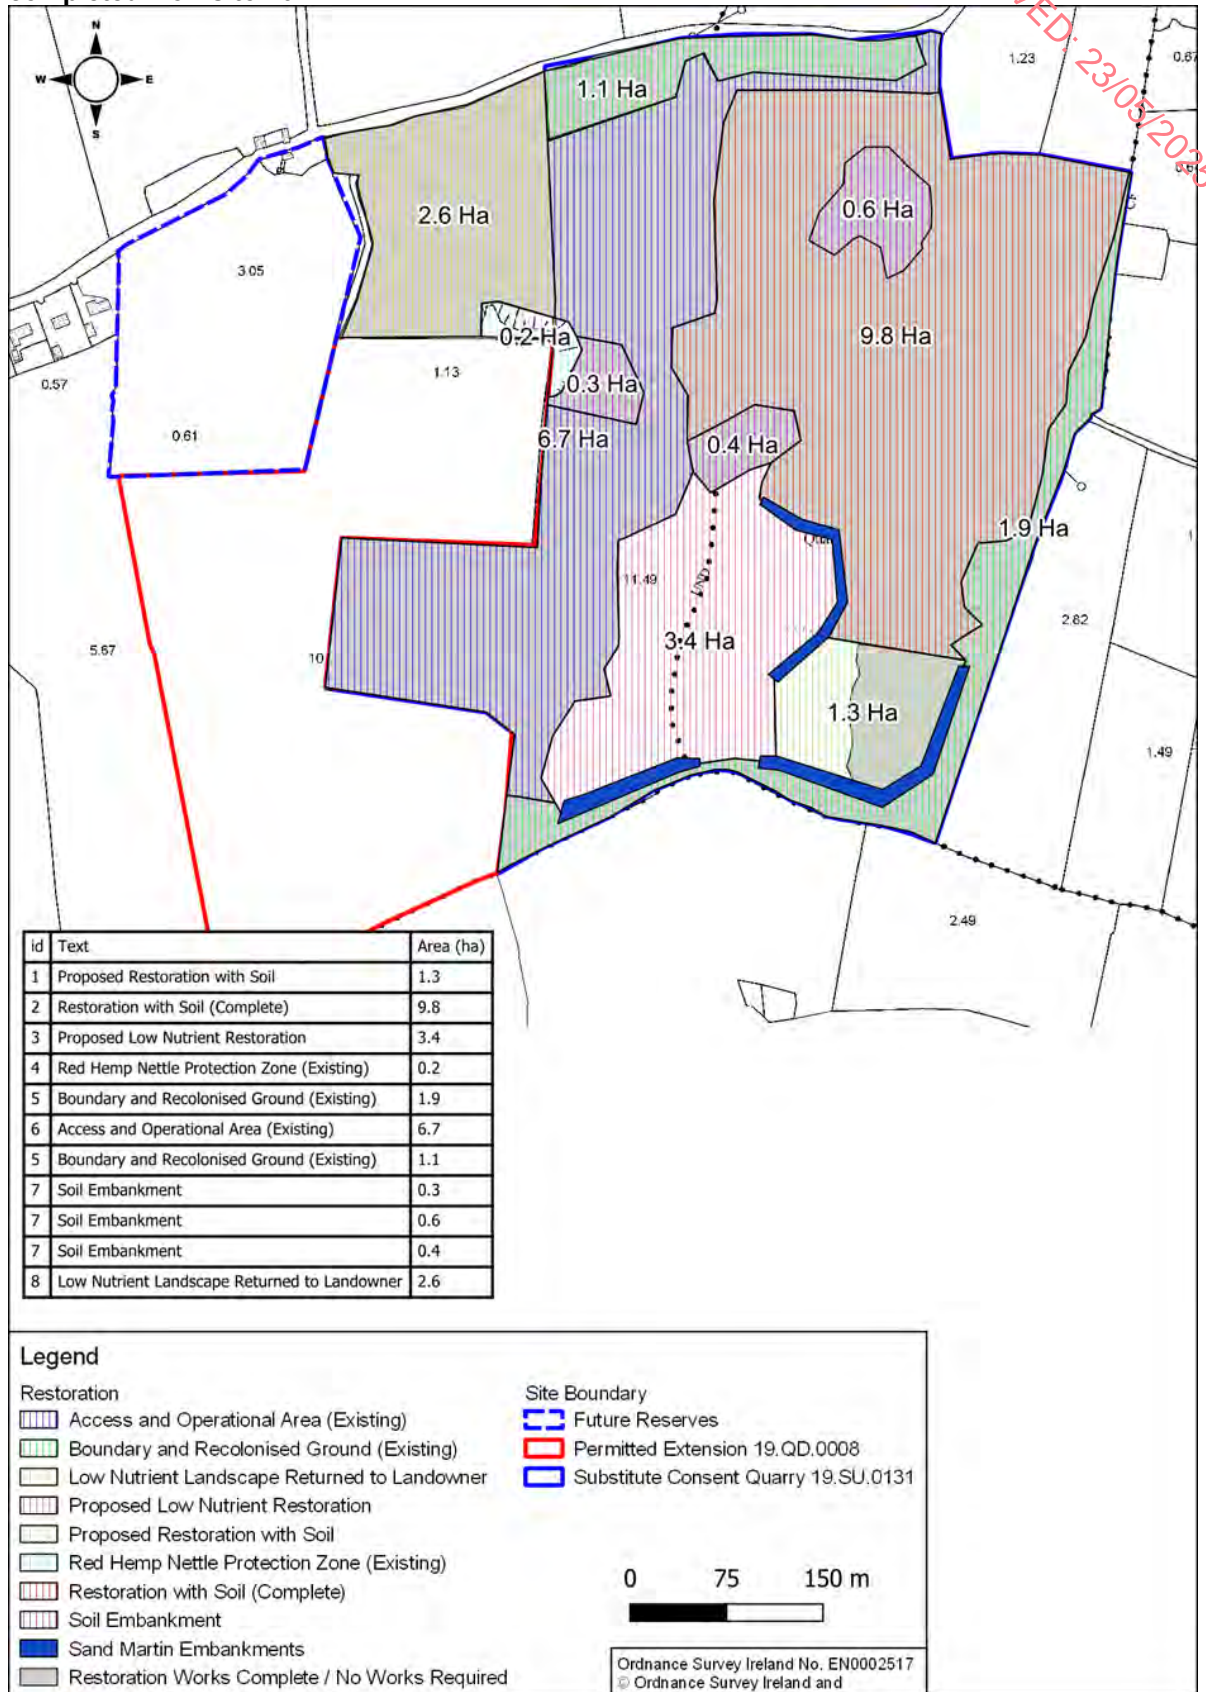 N
W E
S
VED: 23/05/2025
1.23
0.67
1.1 Ha
2.6 Ha
0.6 Ha
3.05
9.8 Ha
0.2 Ha
1.13
0.3 Ha
0.57
0.61
6.7 Ha
0.4 Ha
1.9 Ha
11.49
UND
2.82
5.67
10
3.4 Ha
1.3 Ha
1.49
2.49
id Text Area (ha)
1 Proposed Restoration with Soil 1.3
2 Restoration with Soil (Complete) 9.8
3 Proposed Low Nutrient Restoration 3.4
4 Red Hemp Nettle Protection Zone (Existing) 0.2
5 Boundary and Recolonised Ground (Existing) 1.9
6 Access and Operational Area (Existing) 6.7
5 Boundary and Recolonised Ground (Existing) 1.1
7 Soil Embankment 0.3
7 Soil Embankment 0.6
7 Soil Embankment 0.4
8 Low Nutrient Landscape Returned to Landowner 2.6
Legend
Restoration
Access and Operational Area (Existing)
Boundary and Recolonised Ground (Existing)
Low Nutrient Landscape Returned to Landowner
Proposed Low Nutrient Restoration
Proposed Restoration with Soil
Red Hemp Nettle Protection Zone (Existing)
Restoration with Soil (Complete)
Soil Embankment
Sand Martin Embankments
Restoration Works Complete / No Works Required
Site Boundary
Future Reserves
Permitted Extension 19.QD.0008
Substitute Consent Quarry 19.SU.0131
0 75 150 m
Ordnance Survey Ireland No. EN0002517
© Ordnance Survey Ireland and